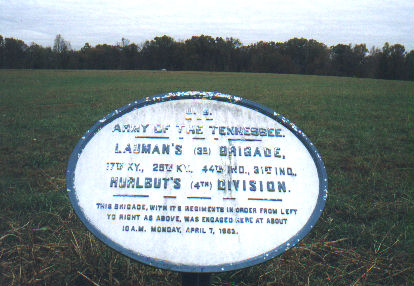 U. S.
ARMY OF THE TENNESSEE.
LAUMAN'S (3D) BRIGADE,
17TH KY., 25TH KY., 44TH IND., 31ST IND.,
HURLBUT'S (4TH) DIVISION.
THIS BRIGADE, WITH ITS REGIMENTS IN ORDER FROM LEFT
TO RIGHT AS ABOVE, WAS ENGAGED HERE AT ABOUT
10 A.M. MONDAY, APRIL 7, 1862.